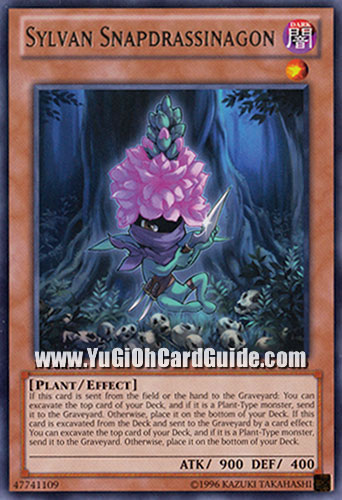 SYLVAN SNAPDRASSINAGON
DARK
闇
www.YuGiOhCardGuide.com
[PLANT/EFFECT]
If this card is sent from the field or the hand to the Graveyard: You can
excavate the top card of your Deck, and if it is a Plant-Type monster, send
it to the Graveyard. Otherwise, place it on the bottom of your Deck. If this
card is excavated from the Deck and sent to the Graveyard by a card effect:
You can excavate the top card of your Deck, and if it is a Plant-Type monster,
send it to the Graveyard. Otherwise, place it on the bottom of your Deck.
ATK/ 900 DEF/ 400
47741109
©1996 KAZUKI TAKAHASHI